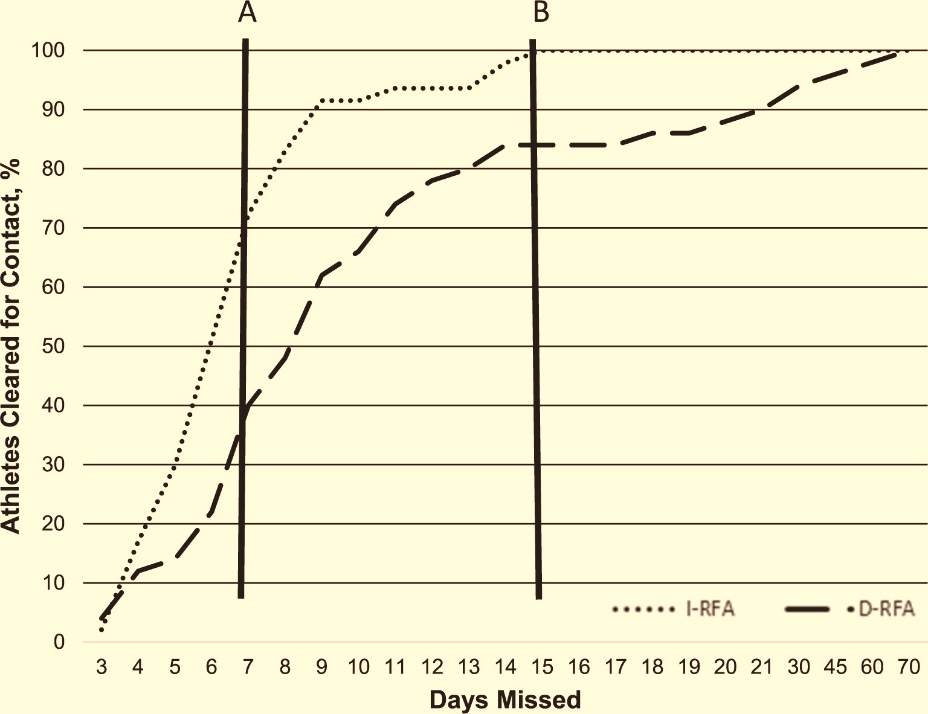 A B
100
90
80
70
60
50
40
30
20
10
0
Athletes Cleared for Contact, %
I-RFA D-RFA
3 4 5 6 7 8 9 10 11 12 13 14 15 16 17 18 19 20 21 30 45 60 70
Days Missed